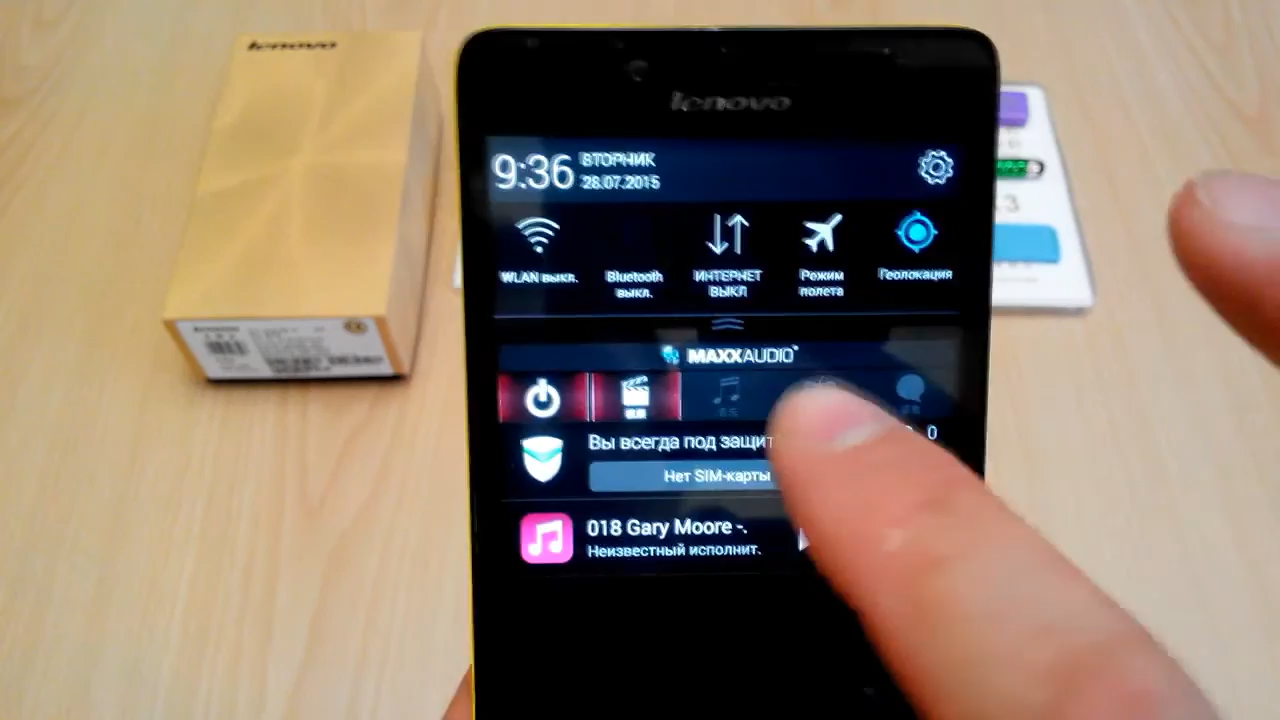 lenovo
lenovo
9:36
ВТОРНИК
28.07.2015
WLAN выкл.
Bluetooth
выкл.
ИНТЕРНЕТ
ВЫКЛ
Режим
полета
Геолокация
MAXXAUDIO
Вы всегда под защит
0
Нет SIM-карты
018 Gary Moore -.
Неизвестный исполнит.